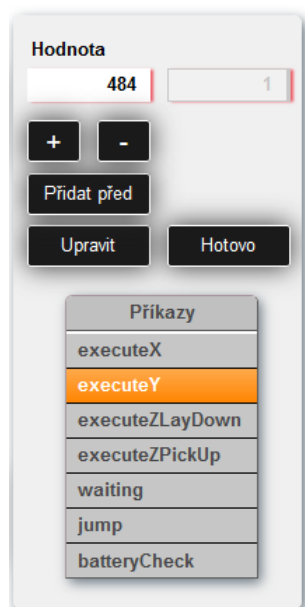 Hodnota
484 1
+ -
Přidat před
Upravit Hotovo
Příkazy
executeX
executeY
executeZLayDown
executeZPickUp
waiting
jump
batteryCheck